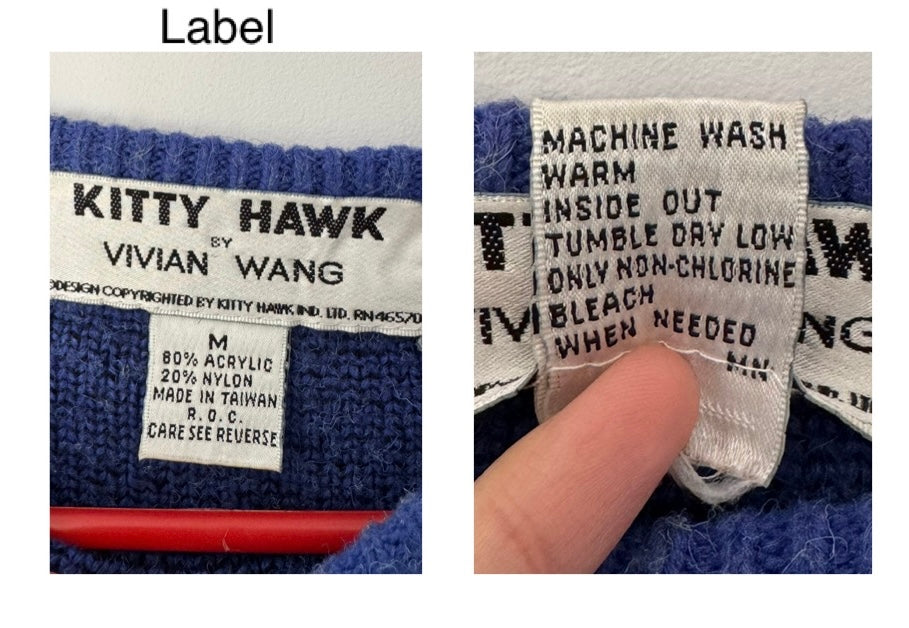 Label
KITTY HAWK
BY
VIVIAN WANG
DESIGN COPYRIGHTED BY KITTY HAWK IND. LTD. RN46570
M
80% ACRYLIC
20% NYLON
MADE IN TAIWAN
R.O.C.
CARE SEE REVERSE
MACHINE WASH
WARM
INSIDE OUT
TUMBLE DRY LOW
ONLY NON-CHLORINE
BLEACH
WHEN NEEDED
MN